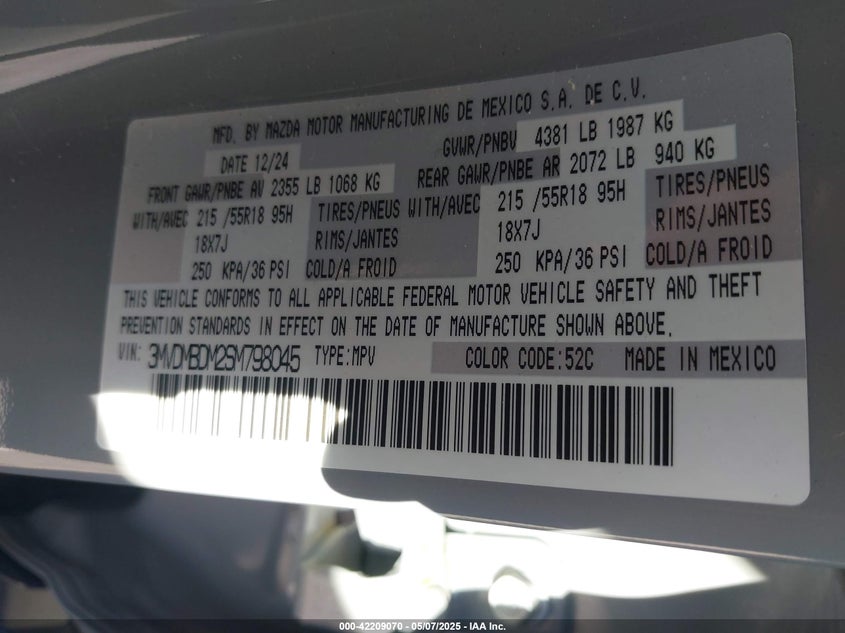 MFD. BY MAZDA MOTOR MANUFACTURING DE MEXICO S.A. DE C.V.
DATE 12/24 GVWR/PNBV 4381 LB 1987 KG
FRONT GAWR/PNBE AV 2355 LB 1068 KG REAR GAWR/PNBE AR 2072 LB 940 KG
WITH/AVEC 215 /55R18 95H TIRES/PNEUS WITH/AVEC 215 /55R18 95H TIRES/PNEUS
18X7J RIMS/JANTES 18X7J RIMS/JANTES
250 KPA/36 PSI COLD/A FROID 250 KPA/36 PSI COLD/A FROID
THIS VEHICLE CONFORMS TO ALL APPLICABLE FEDERAL MOTOR VEHICLE SAFETY AND THEFT
PREVENTION STANDARDS IN EFFECT ON THE DATE OF MANUFACTURE SHOWN ABOVE.
VIN: 3MVDMBDM2SM798045 TYPE:MPV COLOR CODE:52C MADE IN MEXICO
000-42209070 - 05/07/2025 - IAA Inc.